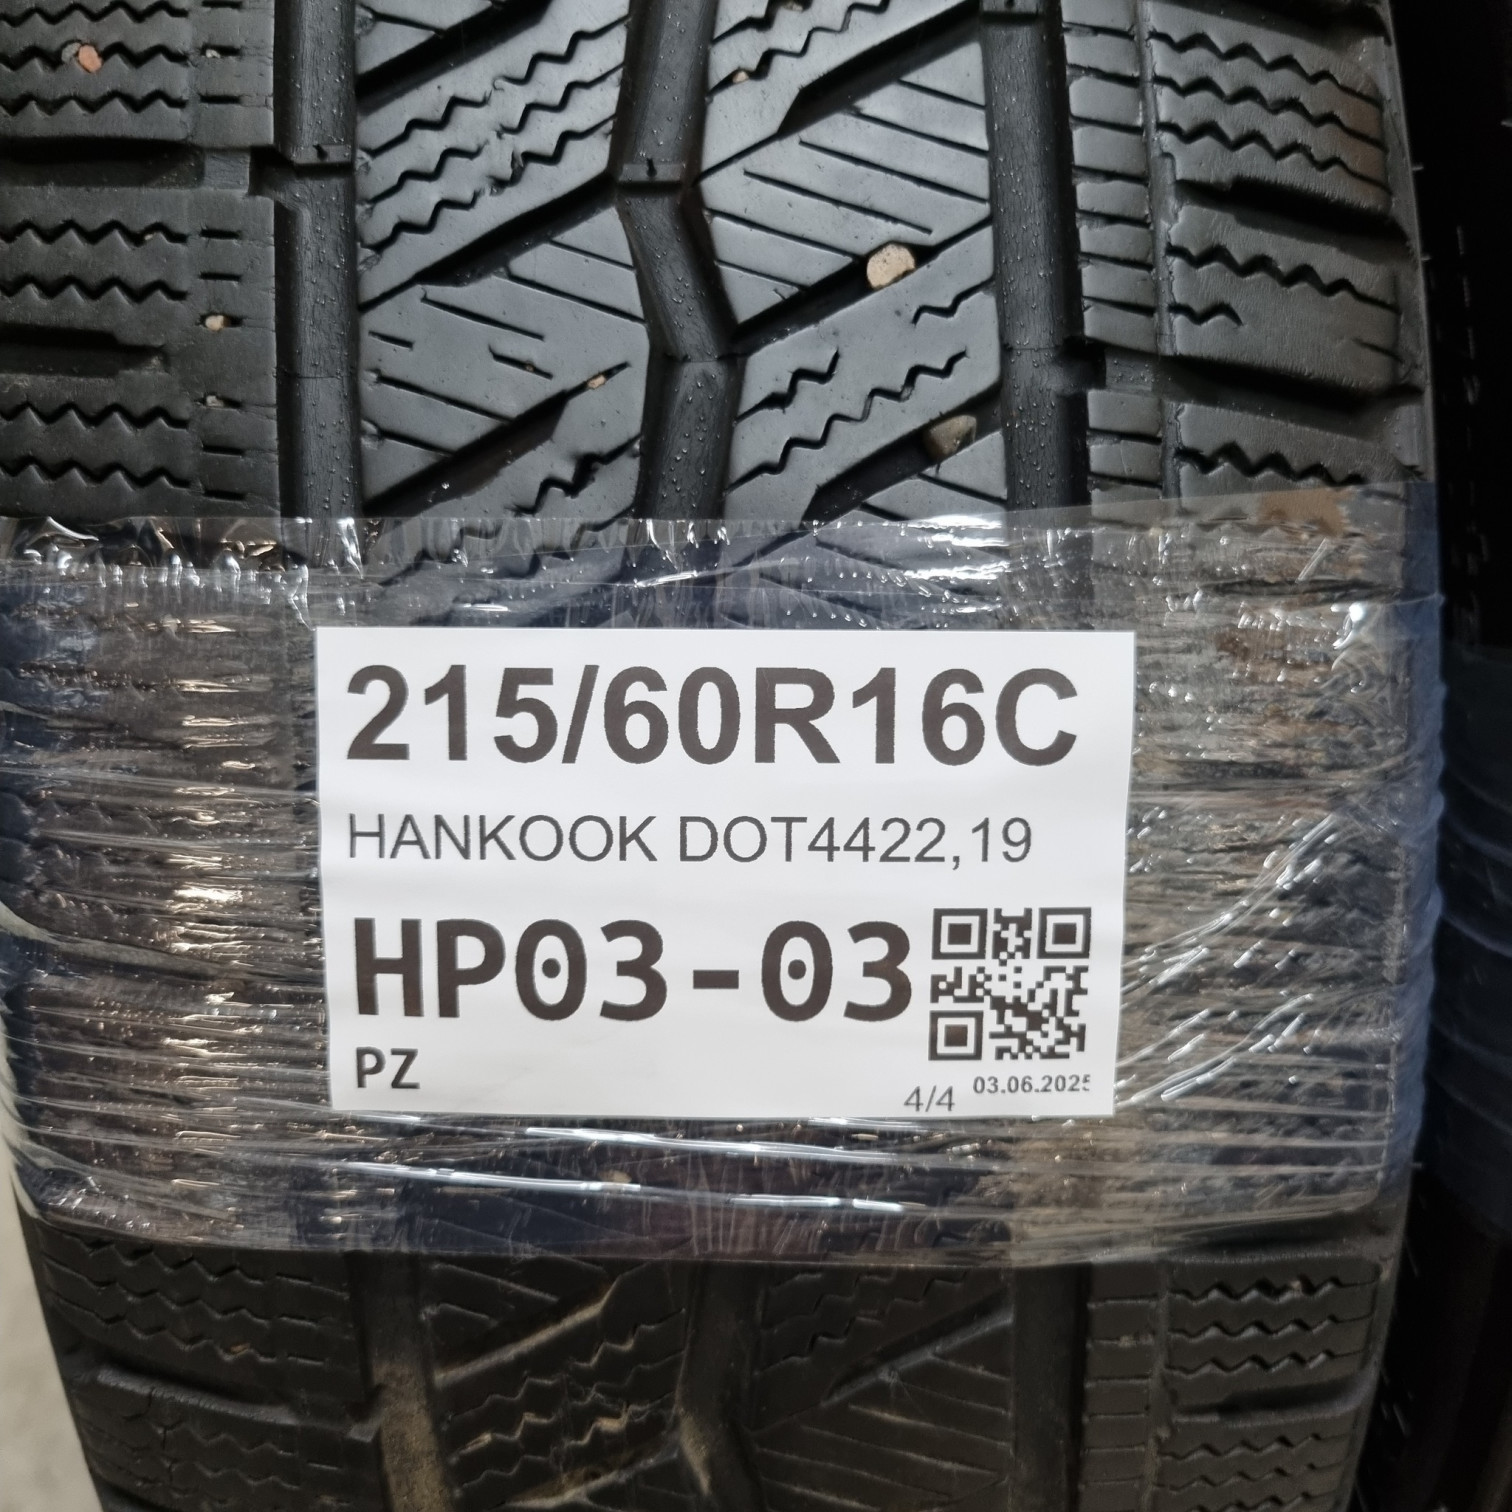 215/60R16C
HANKOOK DOT4422,19
HP03-03
PZ
4/4 03.06.2025